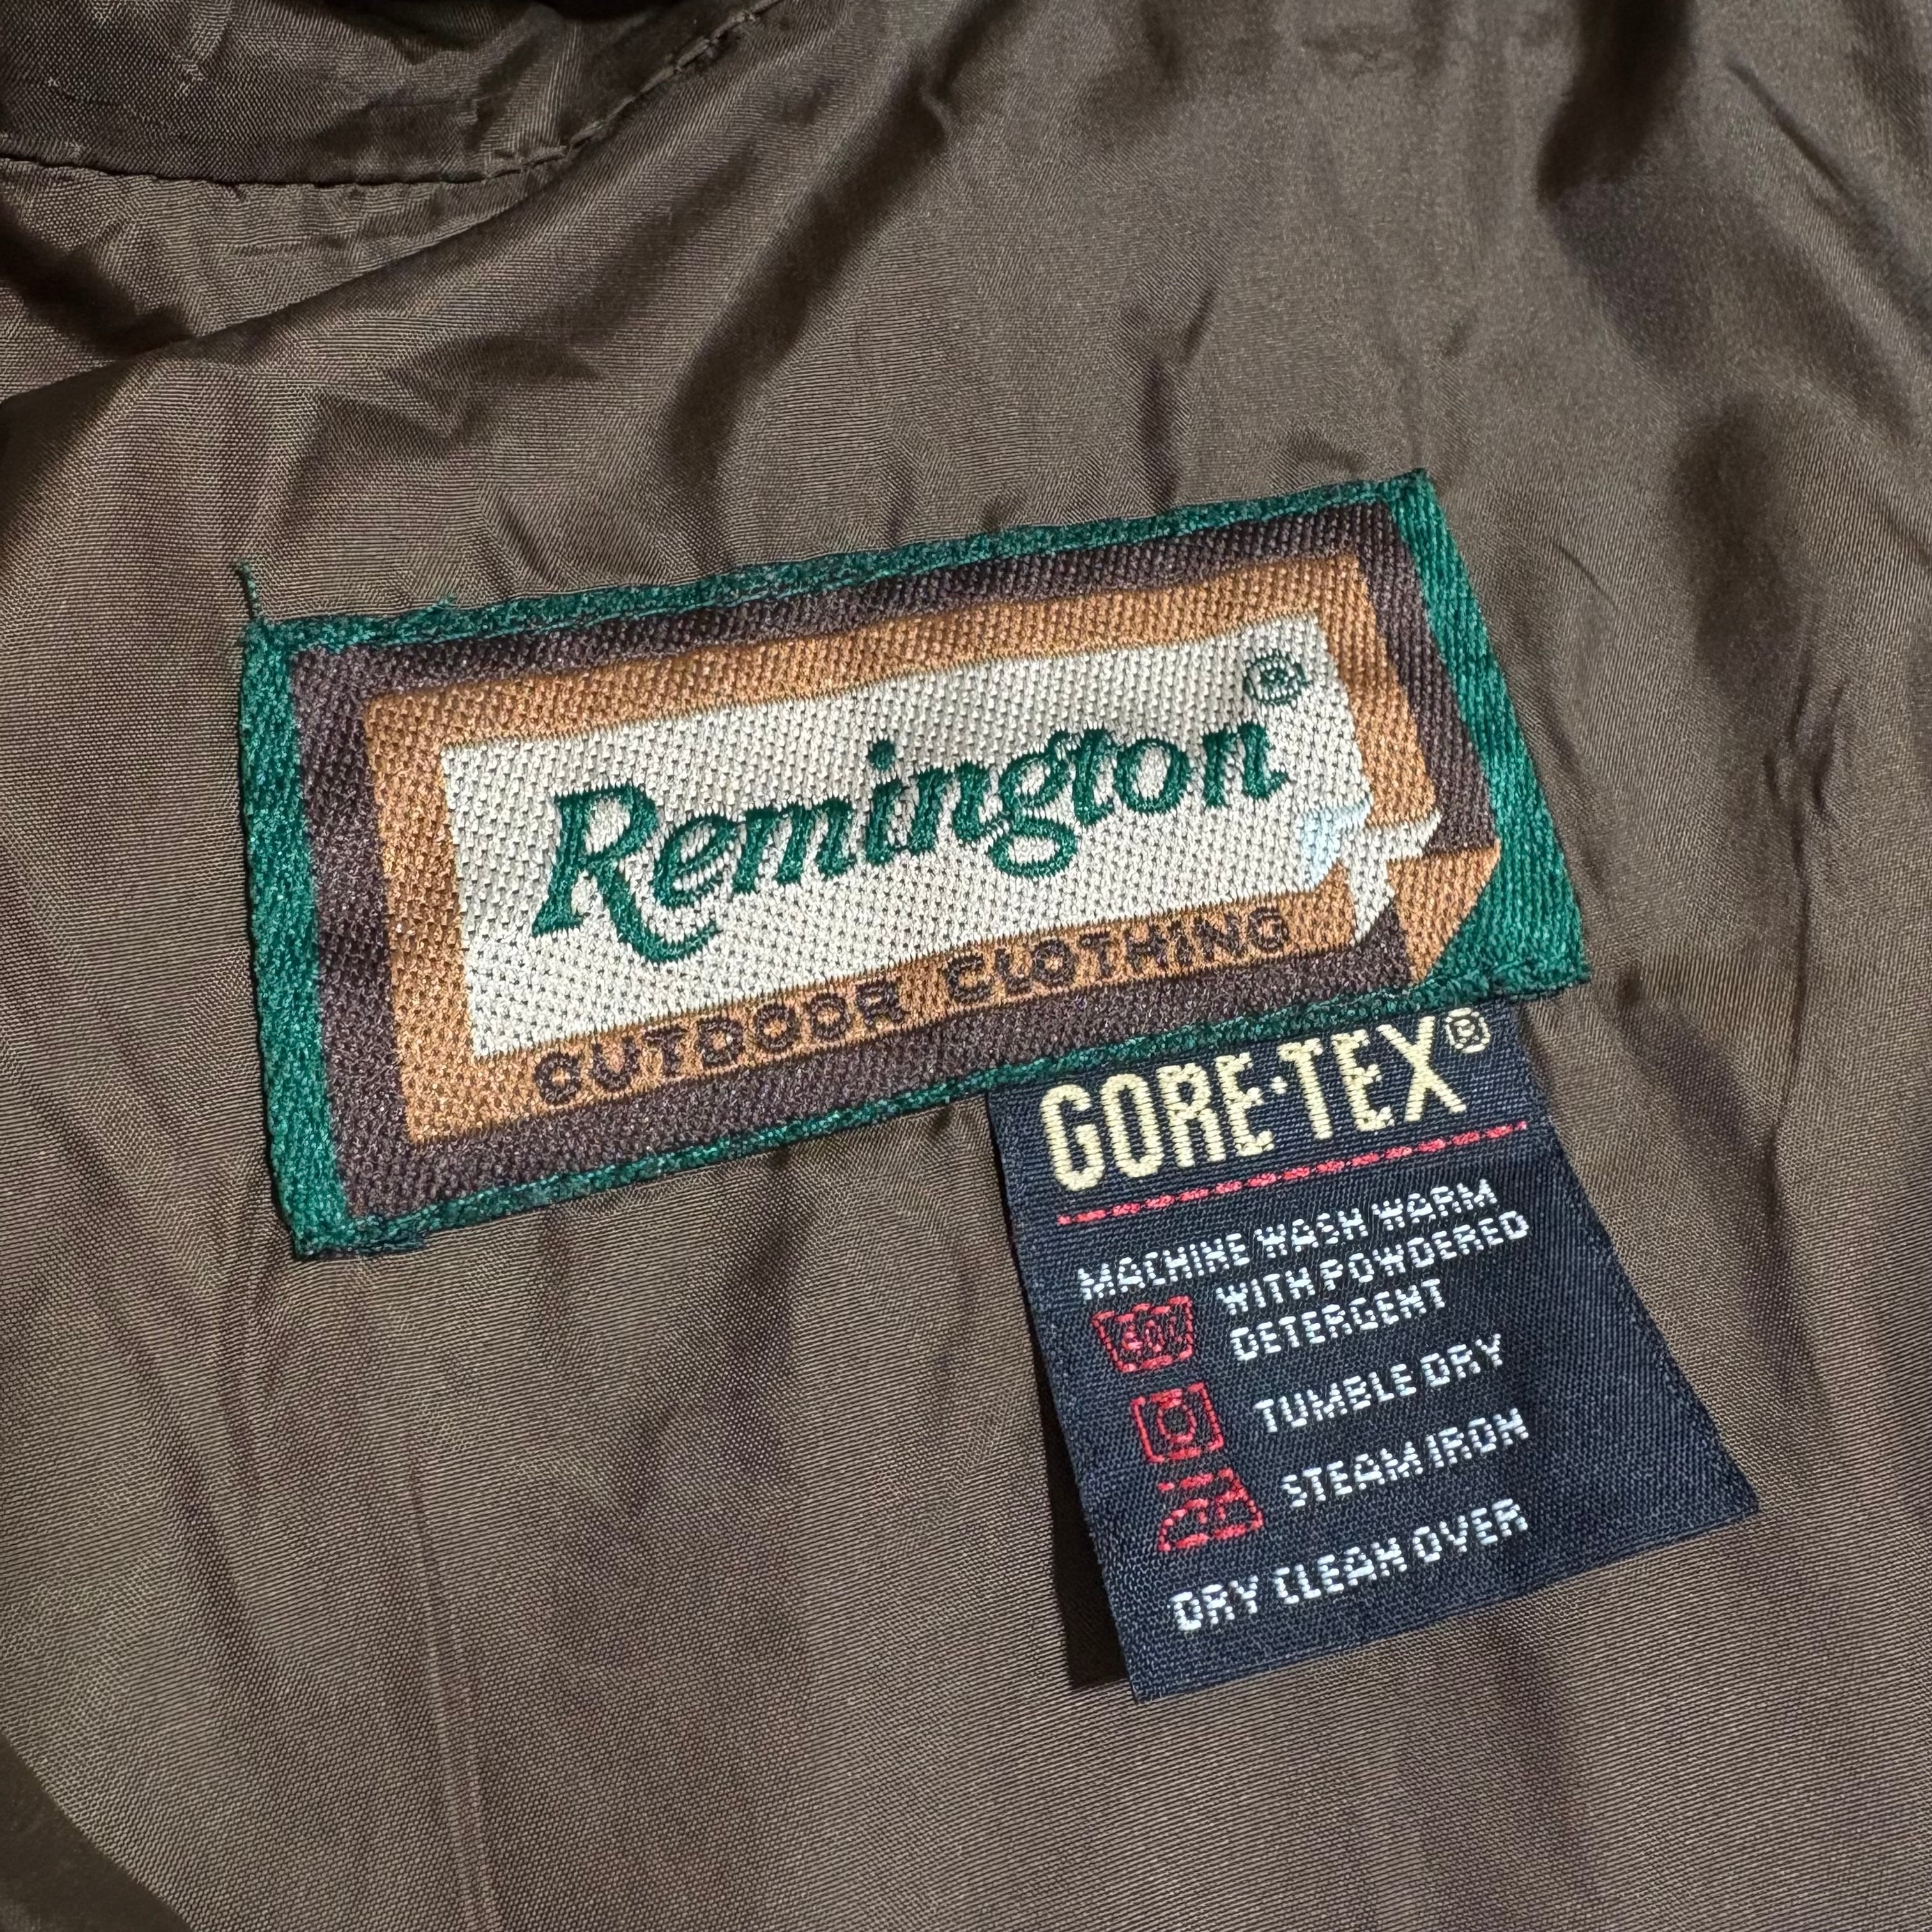 Remington®
OUTDOOR CLOTHING
GORE-TEX®
MACHINE WASH WARM
WITH POWDERED
DETERGENT
TUMBLE DRY
STEAM IRON
DRY CLEAN OVER